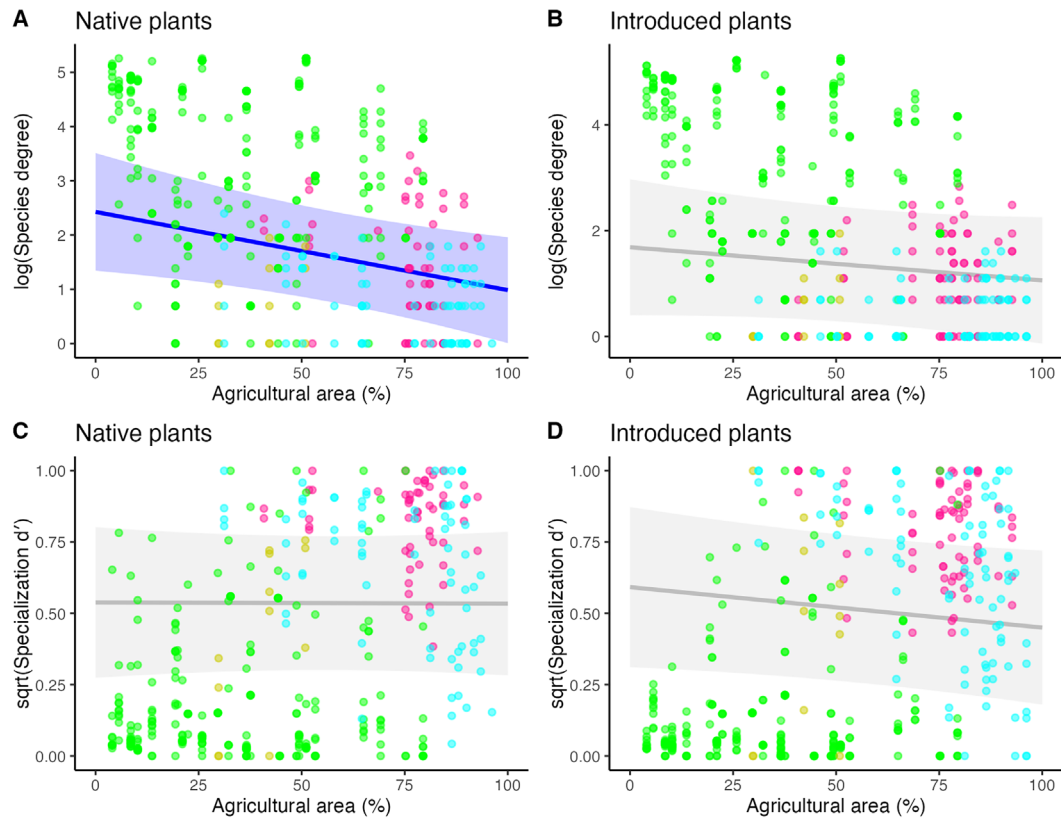 A Native plants
log(Species degree)
5
4
3
2
1
0
0 25 50 75 100
Agricultural area (%)
B Introduced plants
log(Species degree)
4
2
0
0 25 50 75 100
Agricultural area (%)
C Native plants
sqrt(Specialization d′)
1.00
0.75
0.50
0.25
0.00
0 25 50 75 100
Agricultural area (%)
D Introduced plants
sqrt(Specialization d′)
1.00
0.75
0.50
0.25
0.00
0 25 50 75 100
Agricultural area (%)